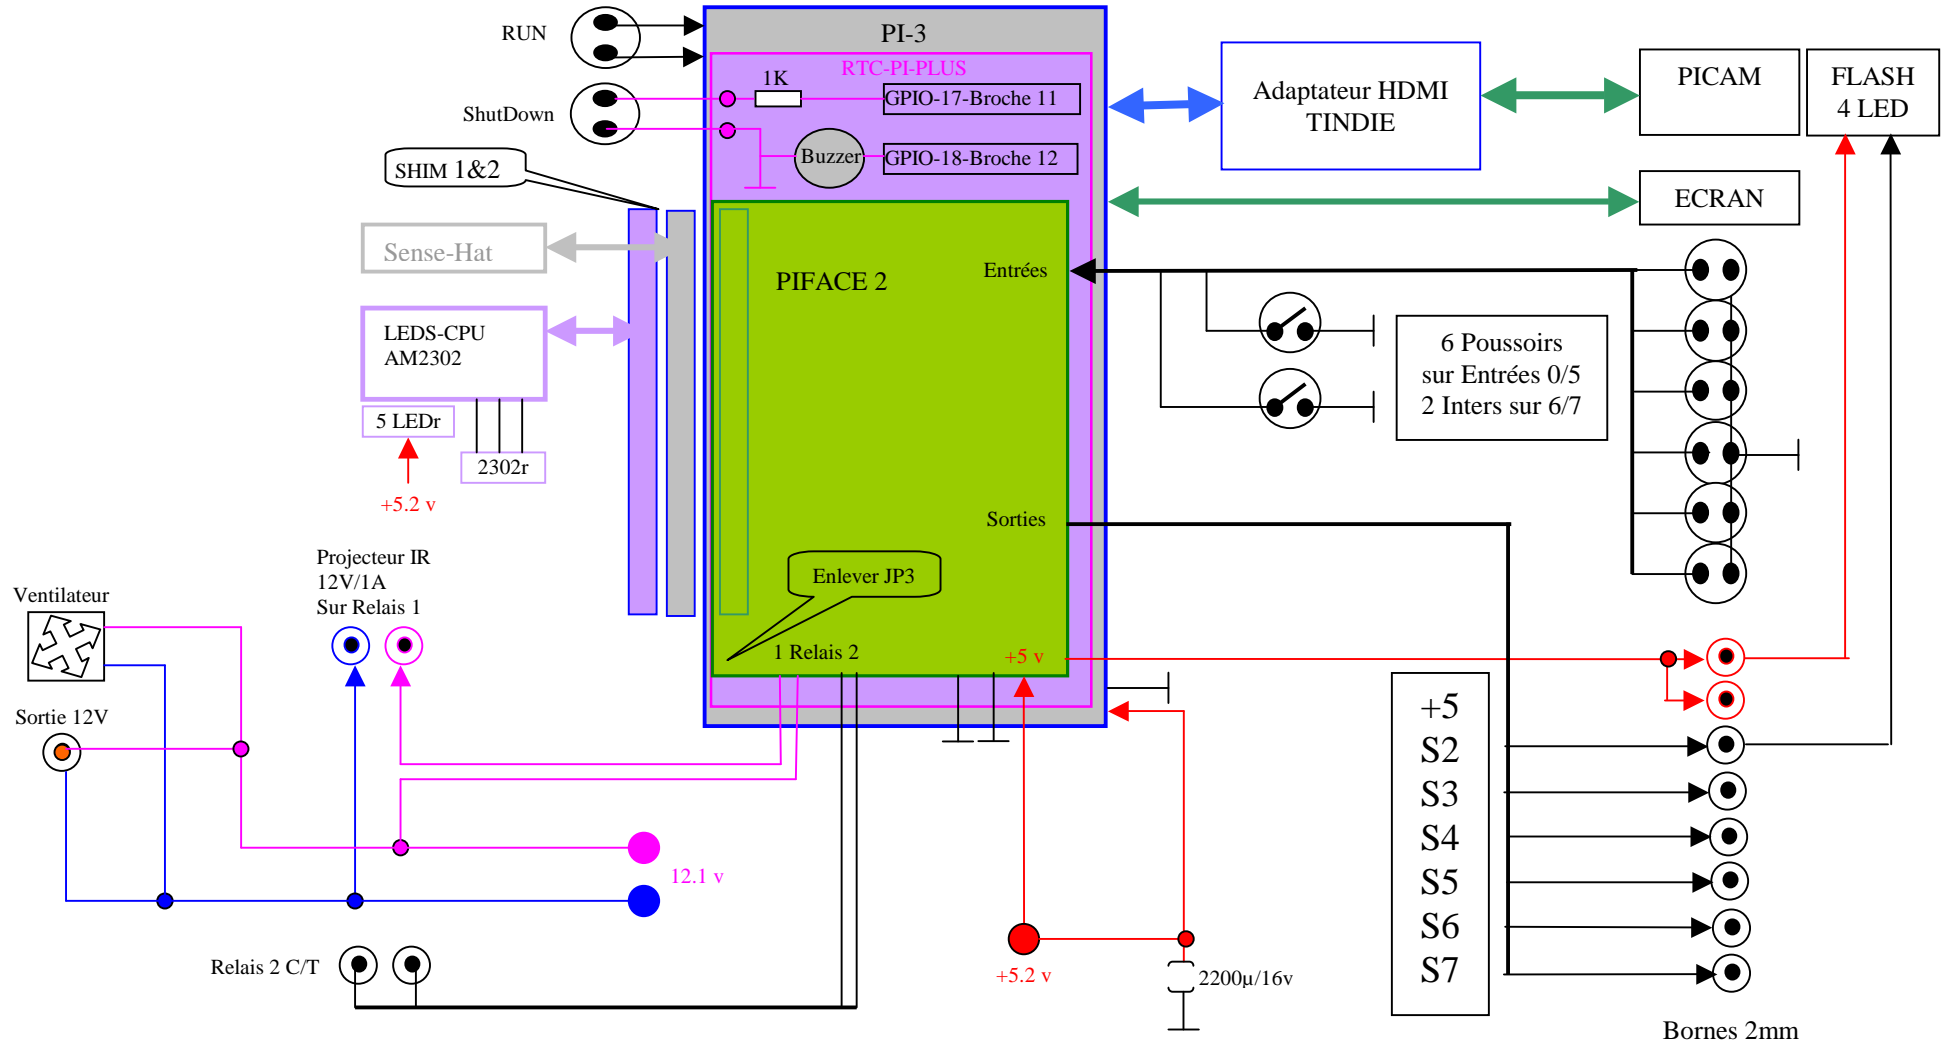 RUN
PI-3
RTC-PI-PLUS
1K
GPIO-17-Broche 11
ShutDown
Buzzer
GPIO-18-Broche 12
SHIM 1&2
Adaptateur HDMI
TINDIE
PICAM
FLASH
4 LED
ECRAN
Sense-Hat
LEDS-CPU
AM2302
5 LEDr
2302r
+5.2 v
PIFACE 2
Entrées
6 Poussoirs
sur Entrées 0/5
2 Inters sur 6/7
Sorties
Enlever JP3
1 Relais 2
+5 v
Projecteur IR
12V/1A
Sur Relais 1
Ventilateur
Sortie 12V
12.1 v
Relais 2 C/T
+5.2 v
2200µ/16v
+5
S2
S3
S4
S5
S6
S7
Bornes 2mm